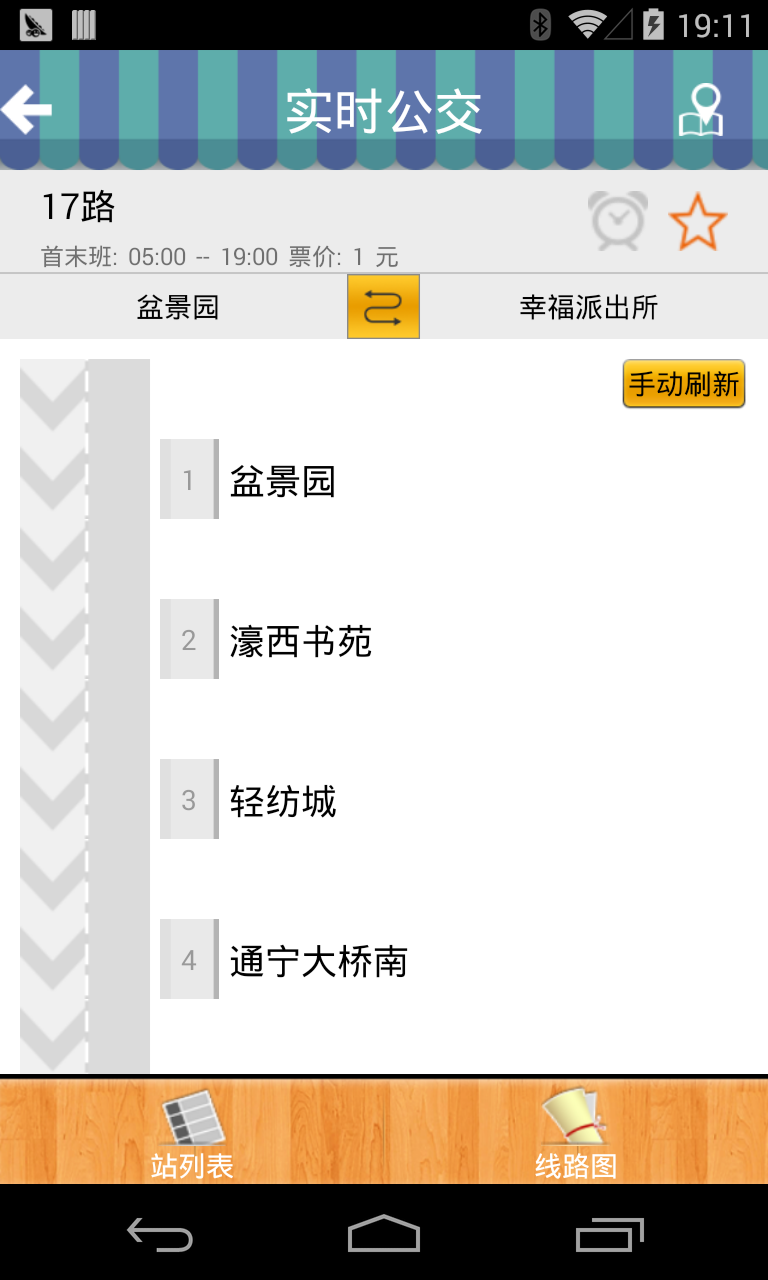 19:11
实时公交
17路
首末班: 05:00 -- 19:00 票价: 1 元
盆景园
幸福派出所
手动刷新
1 盆景园
2 濠西书苑
3 轻纺城
4 通宁大桥南
站列表
线路图